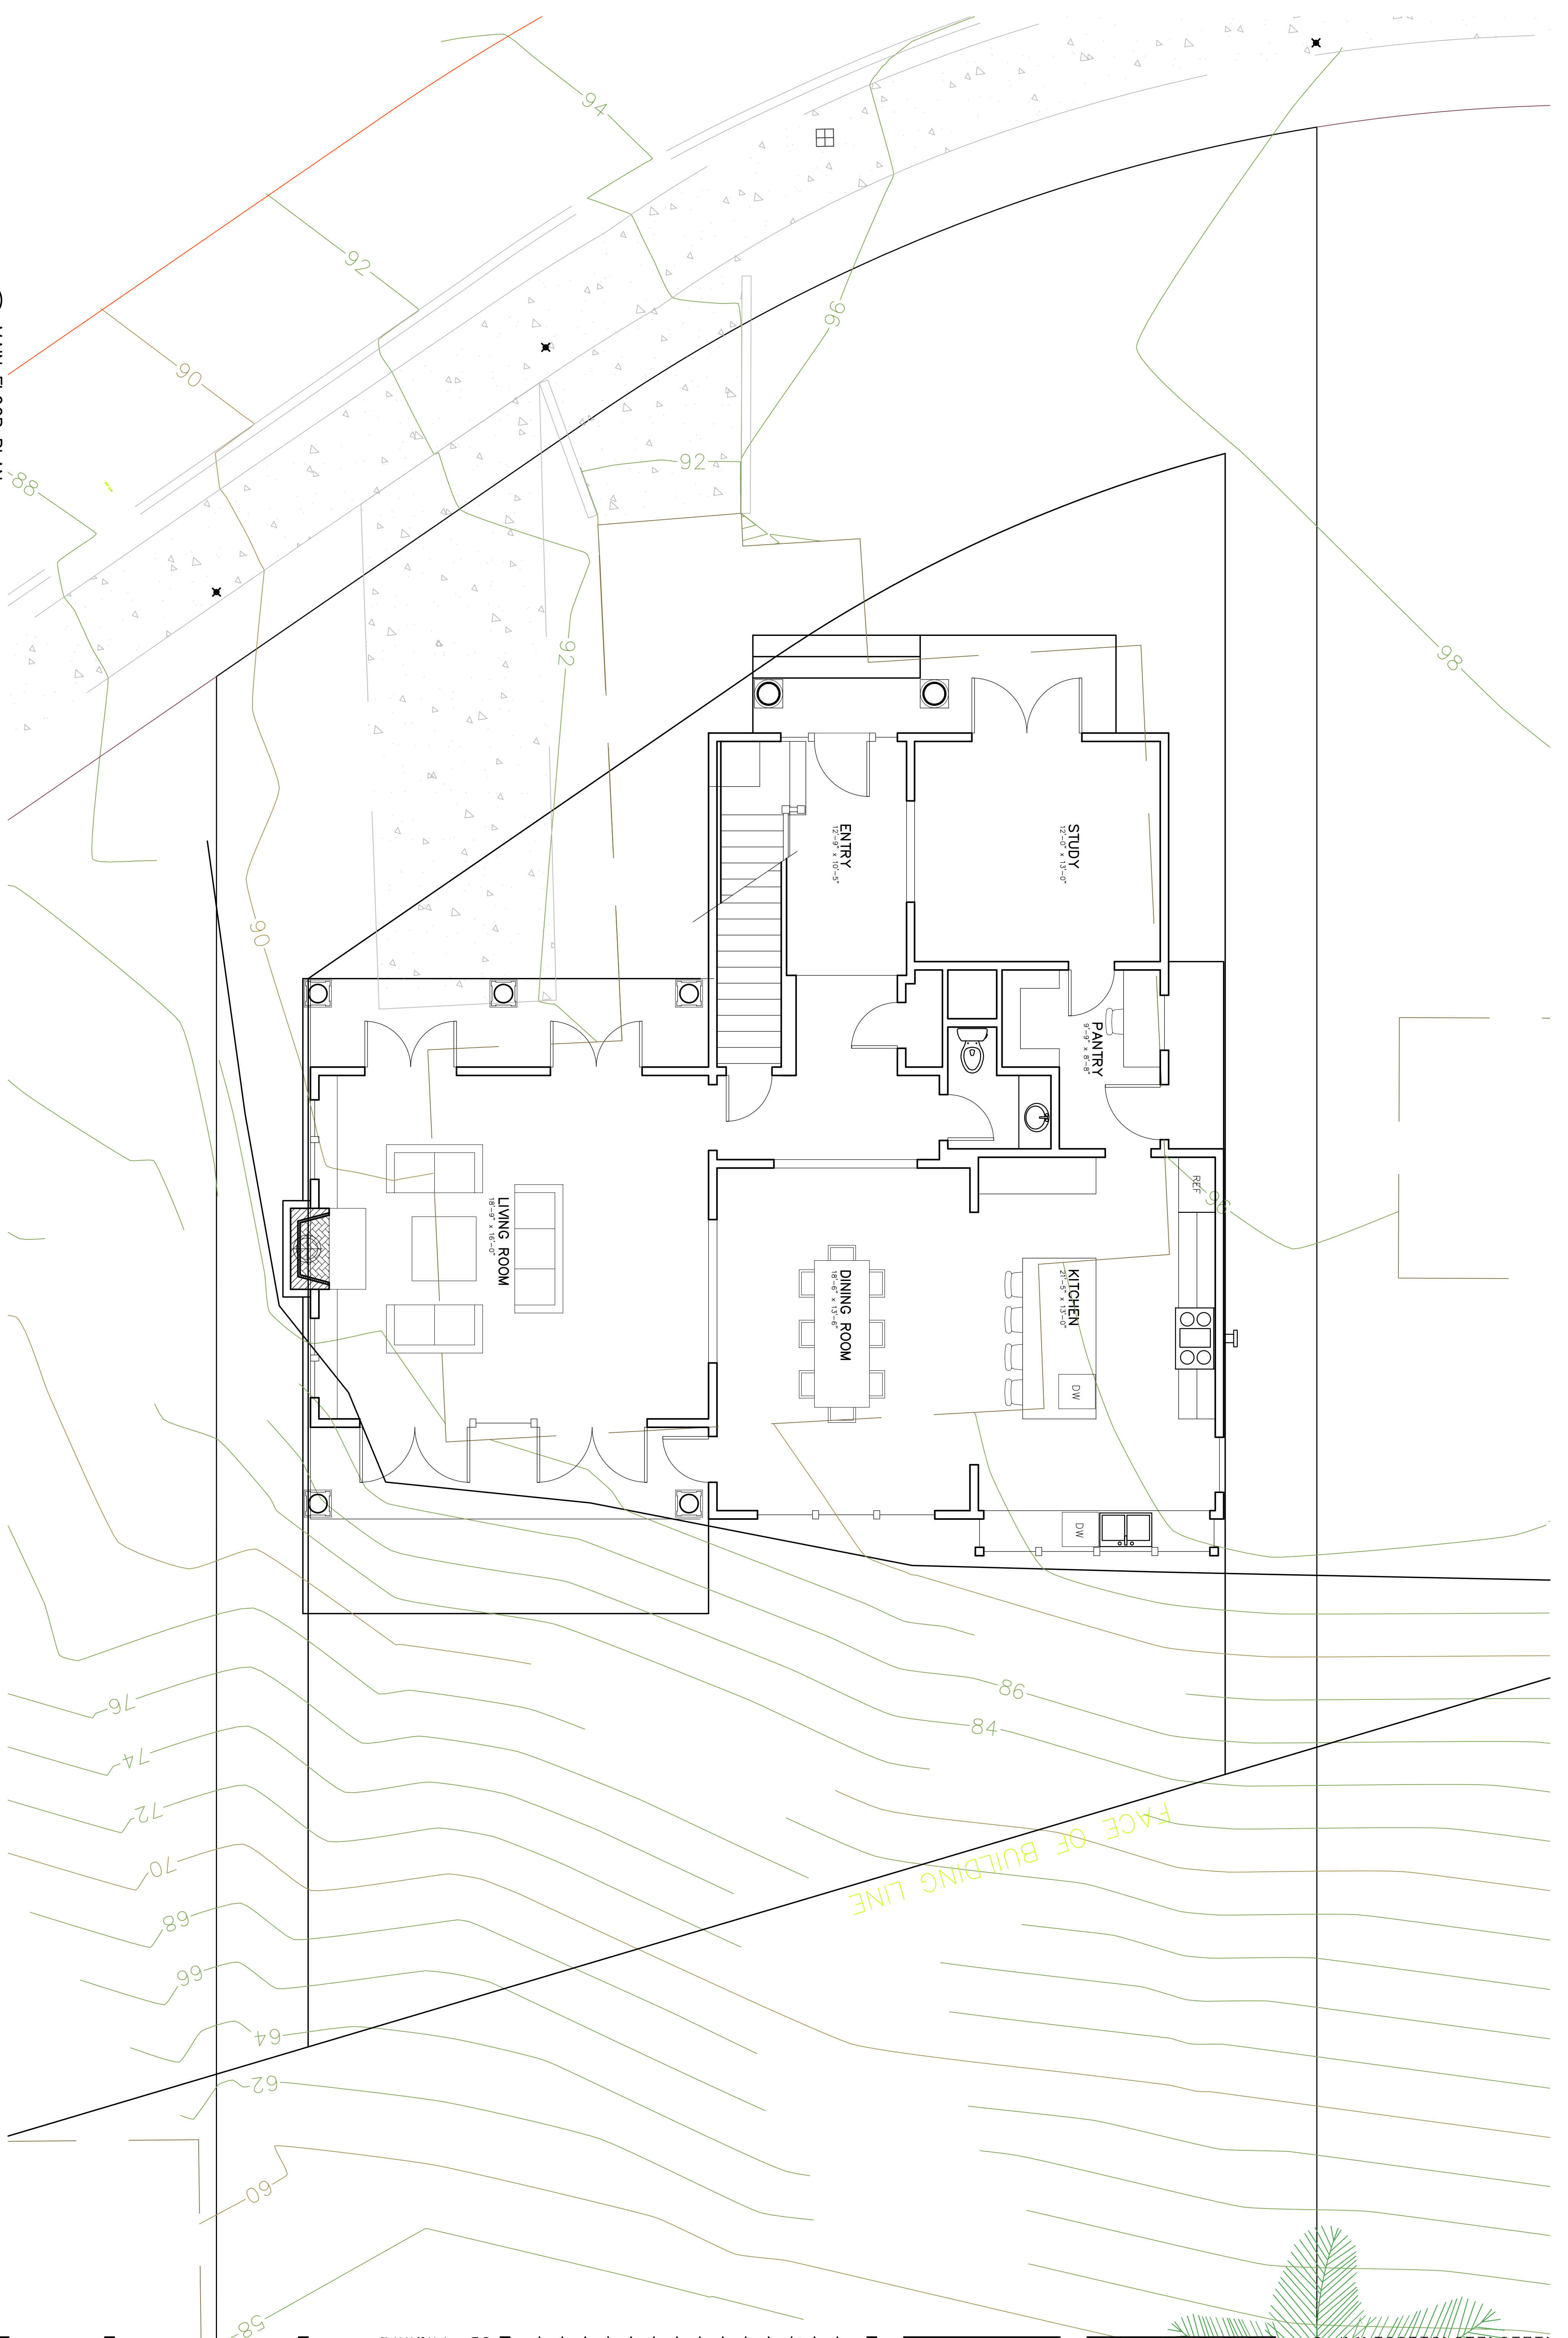 94
92
96
90
92
88
92
98
90
ENTRY
12'-9" x 10'-5"
STUDY
12'-0" x 13'-0"
PANTRY
9'-9" x 8'-8"
REF
96
LIVING ROOM
18'-9" x 16'-0"
DINING ROOM
18'-6" x 13'-6"
KITCHEN
21'-5" x 13'-0"
DW
DW
86
84
76
74
72
70
68
66
64
62
60
58
FACE OF BUILDING LINE